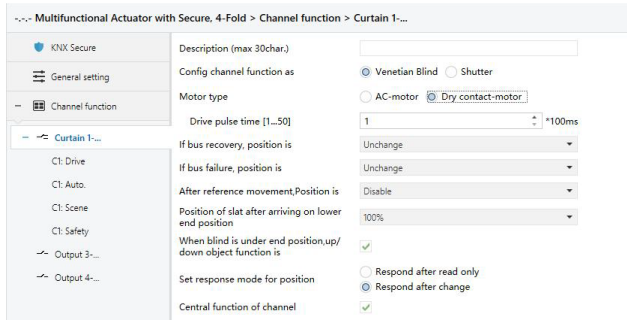 -.-.- Multifunctional Actuator with Secure, 4-Fold > Channel function > Curtain 1-...
KNX Secure
General setting
Channel function
Curtain 1-...
C1: Drive
C1: Auto.
C1: Scene
C1: Safety
Output 3-...
Output 4-...
Description (max 30char.)
Config channel function as
Venetian Blind
Shutter
Motor type
AC-motor
Dry contact-motor
Drive pulse time [1...50]
1
*100ms
If bus recovery, position is
Unchange
If bus failure, position is
Unchange
After reference movement,Position is
Disable
Position of slat after arriving on lower
end position
100%
When blind is under end position,up/
down object function is
Set response mode for position
Respond after read only
Respond after change
Central function of channel